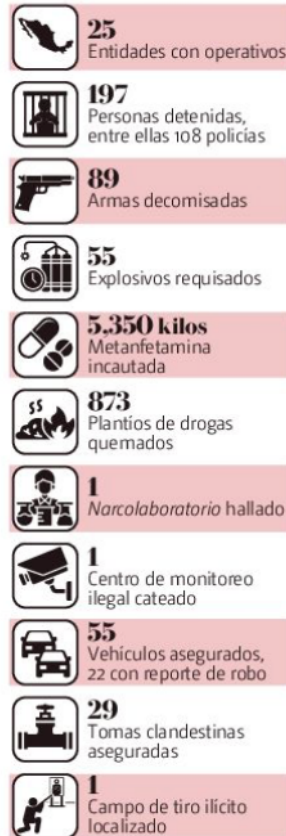 25
Entidades con operativos
197
Personas detenidas,
entre ellas 108 policías
89
Armas decomisadas
55
Explosivos requisados
5,350 kilos
Metanfetamina
incautada
873
Plantíos de drogas
quemados
1
Narcolaboratorio hallado
1
Centro de monitoreo
ilegal cateado
55
Vehículos asegurados,
22 con reporte de robo
29
Tomas clandestinas
aseguradas
1
Campo de tiro ilícito
localizado